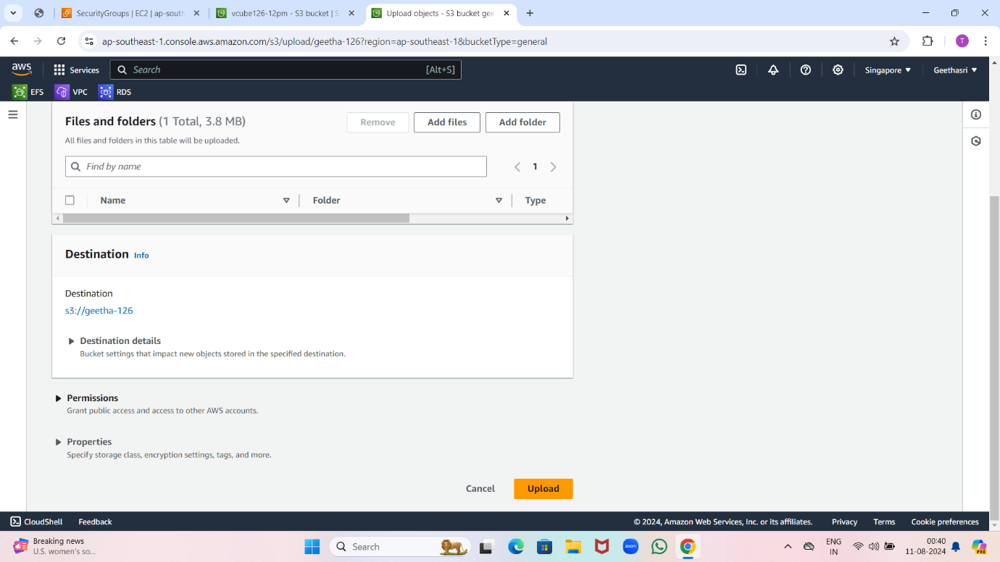 SecurityGroups | EC2 | ap-south
vcube126-12pm - S3 bucket | S
Upload objects - S3 bucket gee
ap-southeast-1.console.aws.amazon.com/s3/upload/geetha-126?region=ap-southeast-1&bucketType=general
T
aws
Services
Search
[Alt+S]
Singapore
Geethasri
EFS
VPC
RDS
Files and folders (1 Total, 3.8 MB)
Remove
Add files
Add folder
All files and folders in this table will be uploaded.
Find by name
1
Name
Folder
Type
Destination Info
Destination
s3://geetha-126
Destination details
Bucket settings that impact new objects stored in the specified destination.
Permissions
Grant public access and access to other AWS accounts.
Properties
Specify storage class, encryption settings, tags, and more.
Cancel
Upload
CloudShell
Feedback
© 2024, Amazon Web Services, Inc. or its affiliates.
Privacy
Terms
Cookie preferences
Breaking news
U.S. women's so...
Search
zoom
ENG
IN
00:40
11-08-2024
PRE